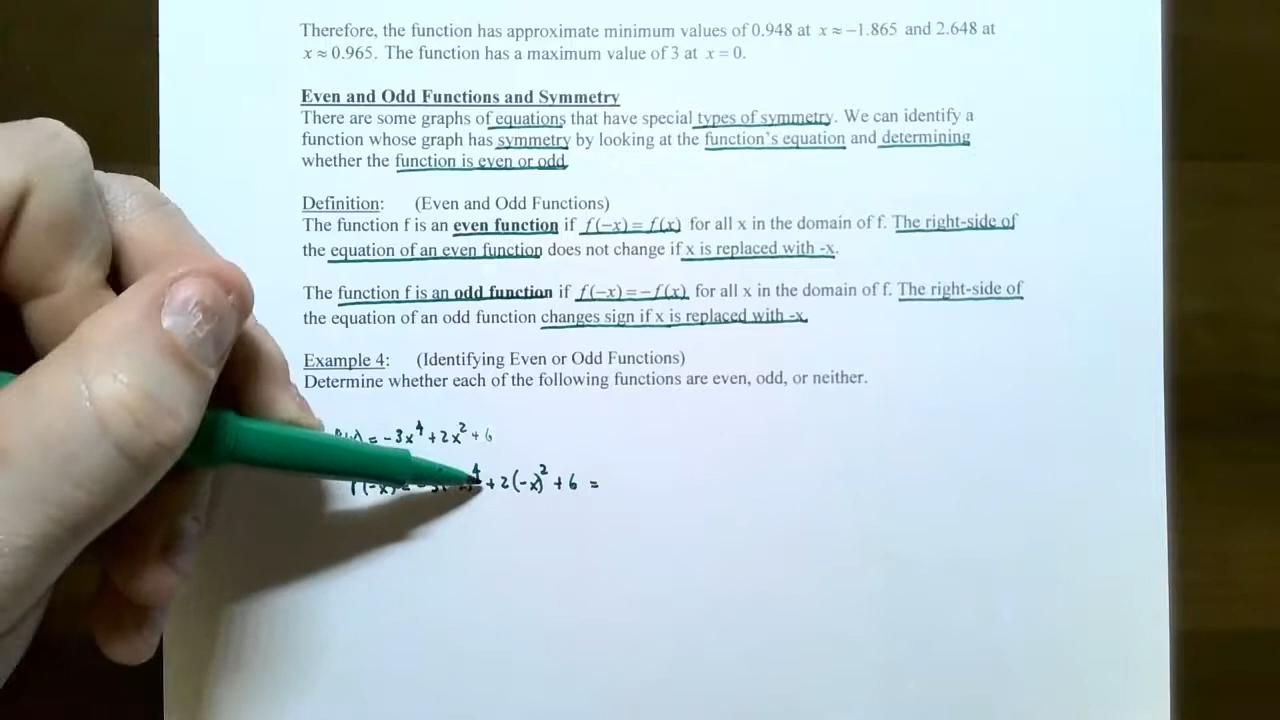 Therefore, the function has approximate minimum values of 0.948 at x ≈ −1.865 and 2.648 at
x ≈ 0.965. The function has a maximum value of 3 at x = 0.
Even and Odd Functions and Symmetry
There are some graphs of equations that have special types of symmetry. We can identify a
function whose graph has symmetry by looking at the function's equation and determining
whether the function is even or odd
Definition: (Even and Odd Functions)
The function f is an even function if f(−x) = f(x) for all x in the domain of f. The right-side of
the equation of an even function does not change if x is replaced with -x.
The function f is an odd function if f(−x) = −f(x) for all x in the domain of f. The right-side of
the equation of an odd function changes sign if x is replaced with -x.
Example 4: (Identifying Even or Odd Functions)
Determine whether each of the following functions are even, odd, or neither.
= -3x⁴ + 2x² + 6
+ 2(-x)² + 6 =